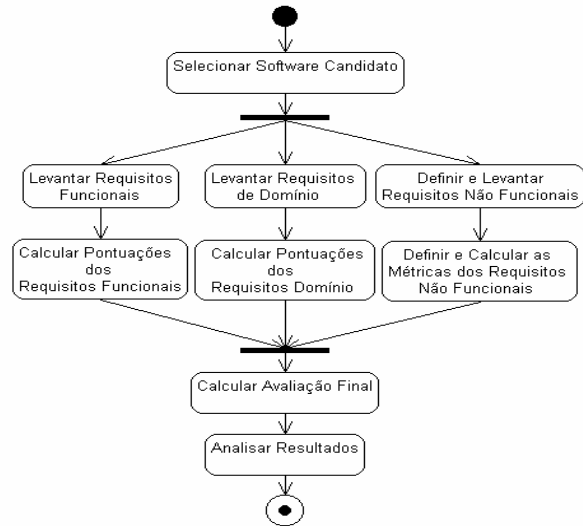 Selecionar Software Candidato
Levantar Requisitos
Funcionais
Levantar Requisitos
de Domínio
Definir e Levantar
Requisitos Não Funcionais
Calcular Pontuações
dos
Requisitos Funcionais
Calcular Pontuações
dos
Requisitos Domínio
Definir e Calcular as
Métricas dos Requisitos
Não Funcionais
Calcular Avaliação Final
Analisar Resultados